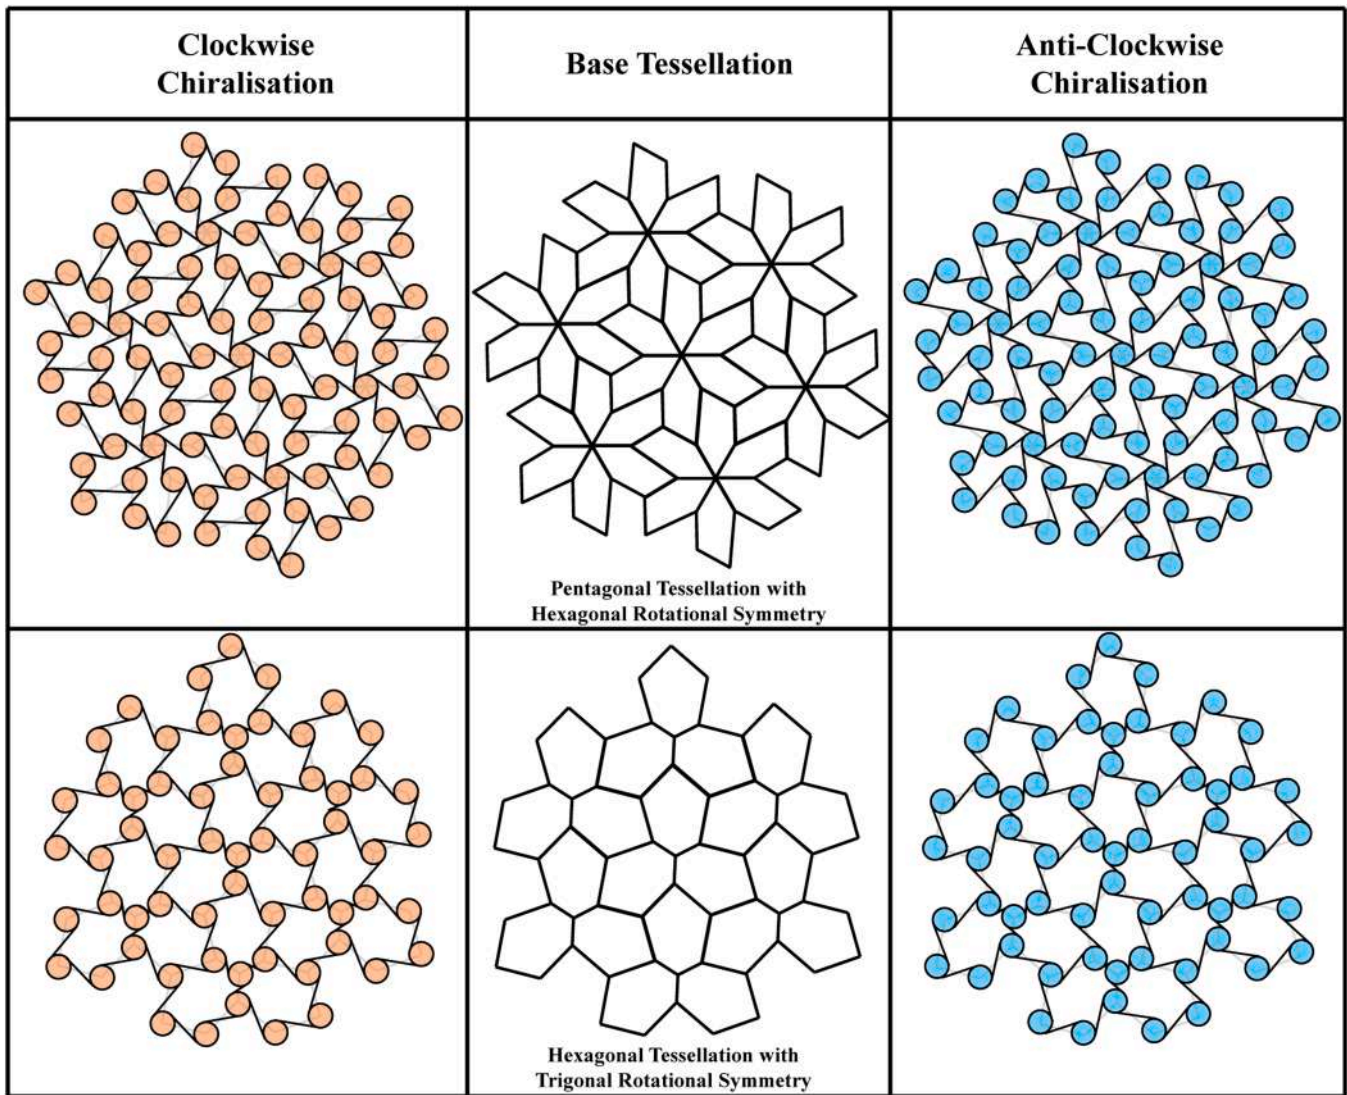 Clockwise
Chiralisation
Base Tessellation
Anti-Clockwise
Chiralisation
Pentagonal Tessellation with
Hexagonal Rotational Symmetry
Hexagonal Tessellation with
Trigonal Rotational Symmetry